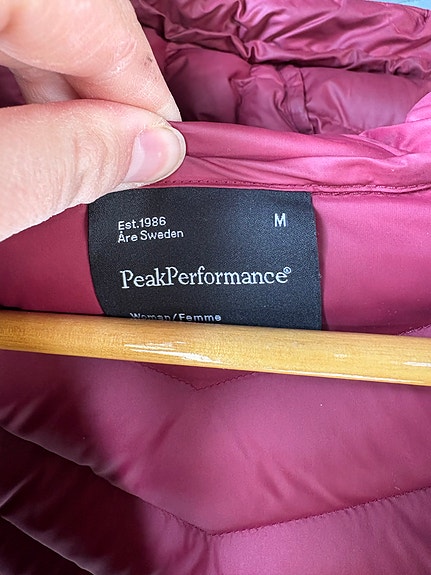 Est.1986 M
Åre Sweden
PeakPerformance®
Woman/Femme